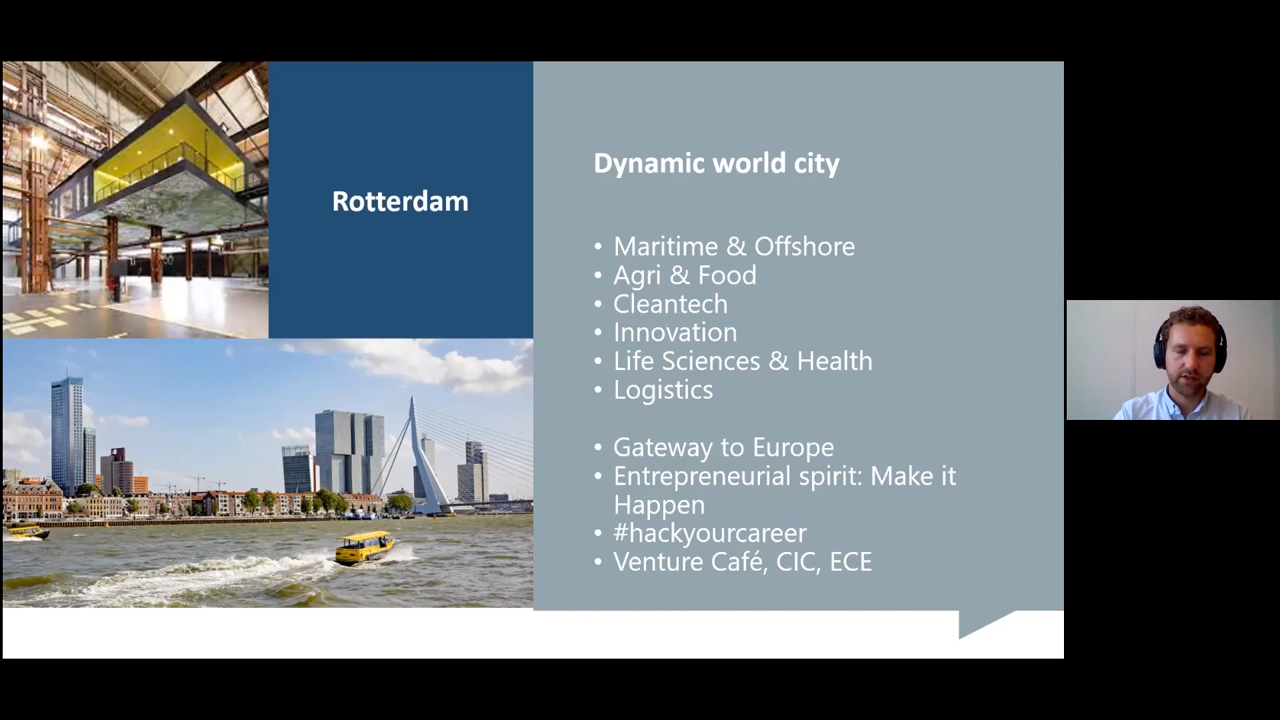 Rotterdam
Dynamic world city
• Maritime & Offshore
• Agri & Food
• Cleantech
• Innovation
• Life Sciences & Health
• Logistics
• Gateway to Europe
• Entrepreneurial spirit: Make it
Happen
• #hackyourcareer
• Venture Café, CIC, ECE